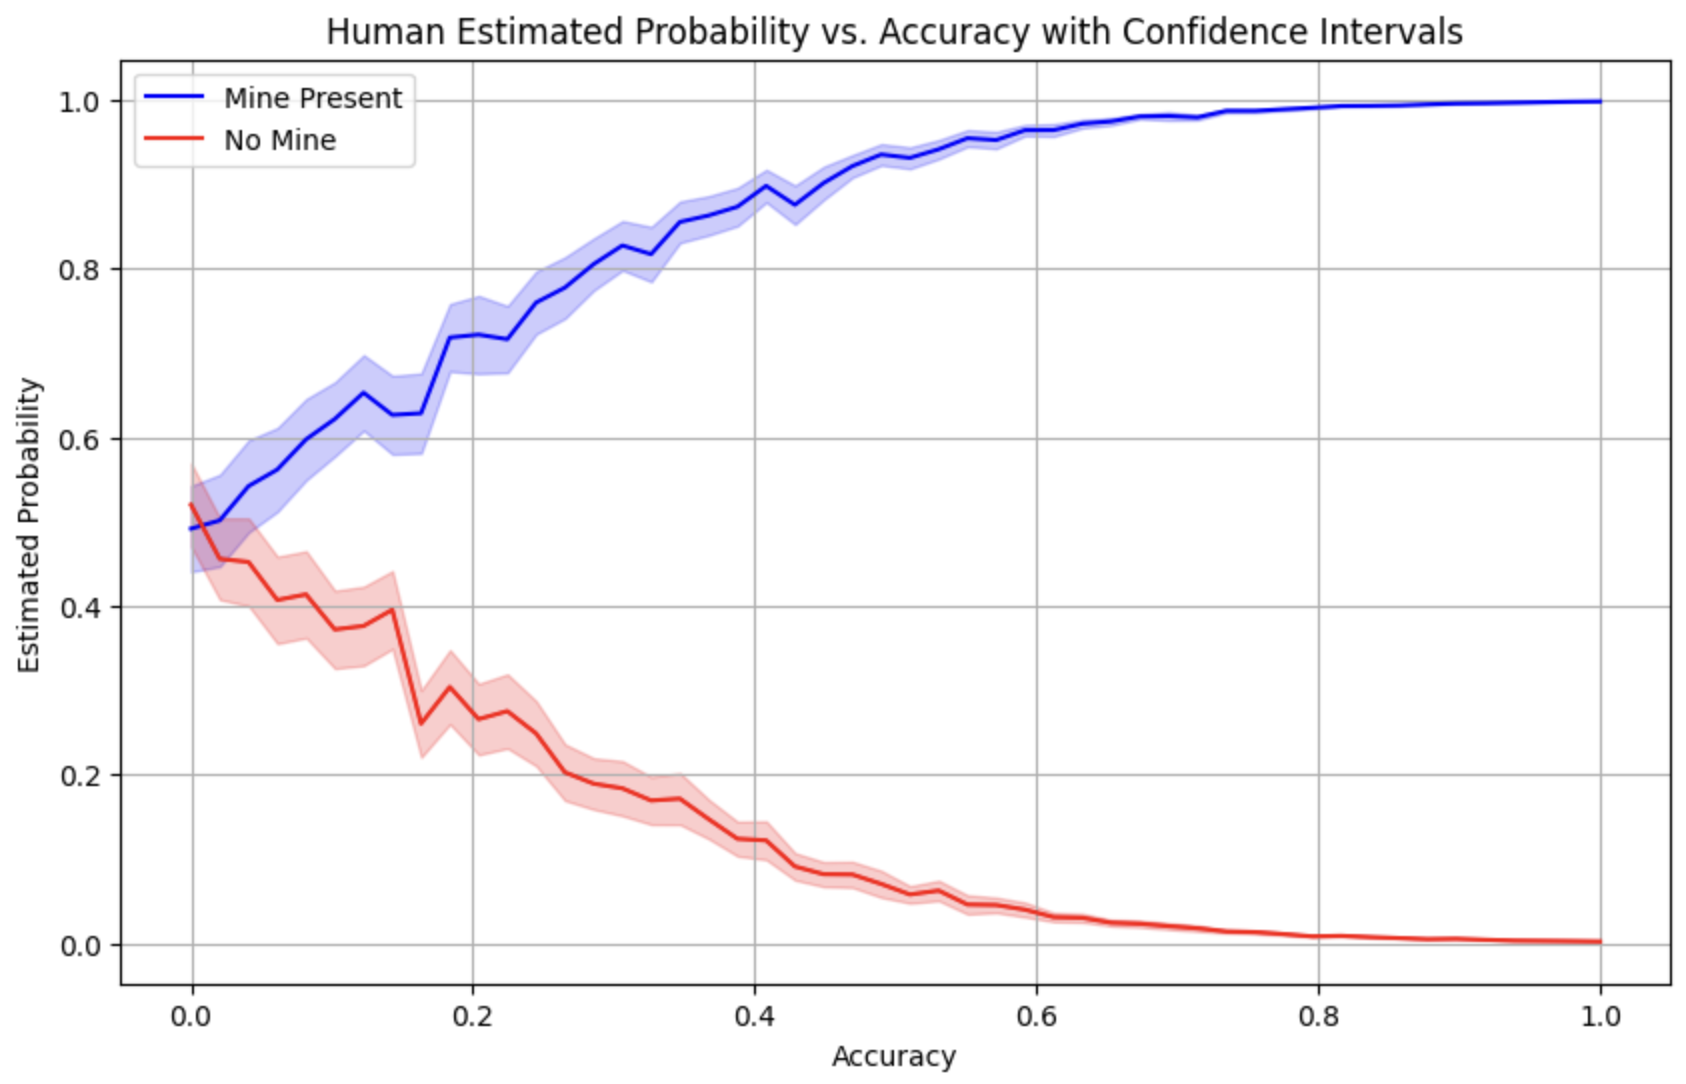 Human Estimated Probability vs. Accuracy with Confidence Intervals
Mine Present
No Mine
1.0
0.8
0.6
0.4
0.2
0.0
Estimated Probability
0.0 0.2 0.4 0.6 0.8 1.0
Accuracy